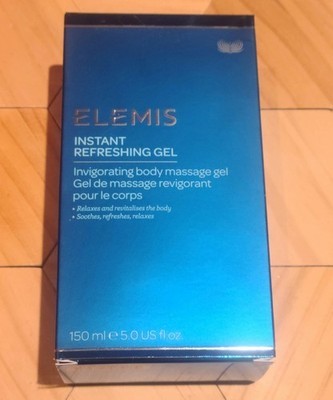 ELEMIS
INSTANT
REFRESHING GEL
Invigorating body massage gel
Gel de massage revigorant
pour le corps
• Relaxes and revitalises the body
• Soothes, refreshes, relaxes
150 ml ℮ 5.0 US fl.oz.